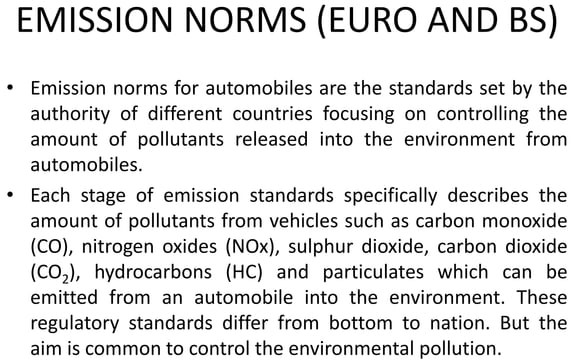 EMISSION NORMS (EURO AND BS)
• Emission norms for automobiles are the standards set by the
authority of different countries focusing on controlling the
amount of pollutants released into the environment from
automobiles.
• Each stage of emission standards specifically describes the
amount of pollutants from vehicles such as carbon monoxide
(CO), nitrogen oxides (NOx), sulphur dioxide, carbon dioxide
(CO₂), hydrocarbons (HC) and particulates which can be
emitted from an automobile into the environment. These
regulatory standards differ from bottom to nation. But the
aim is common to control the environmental pollution.